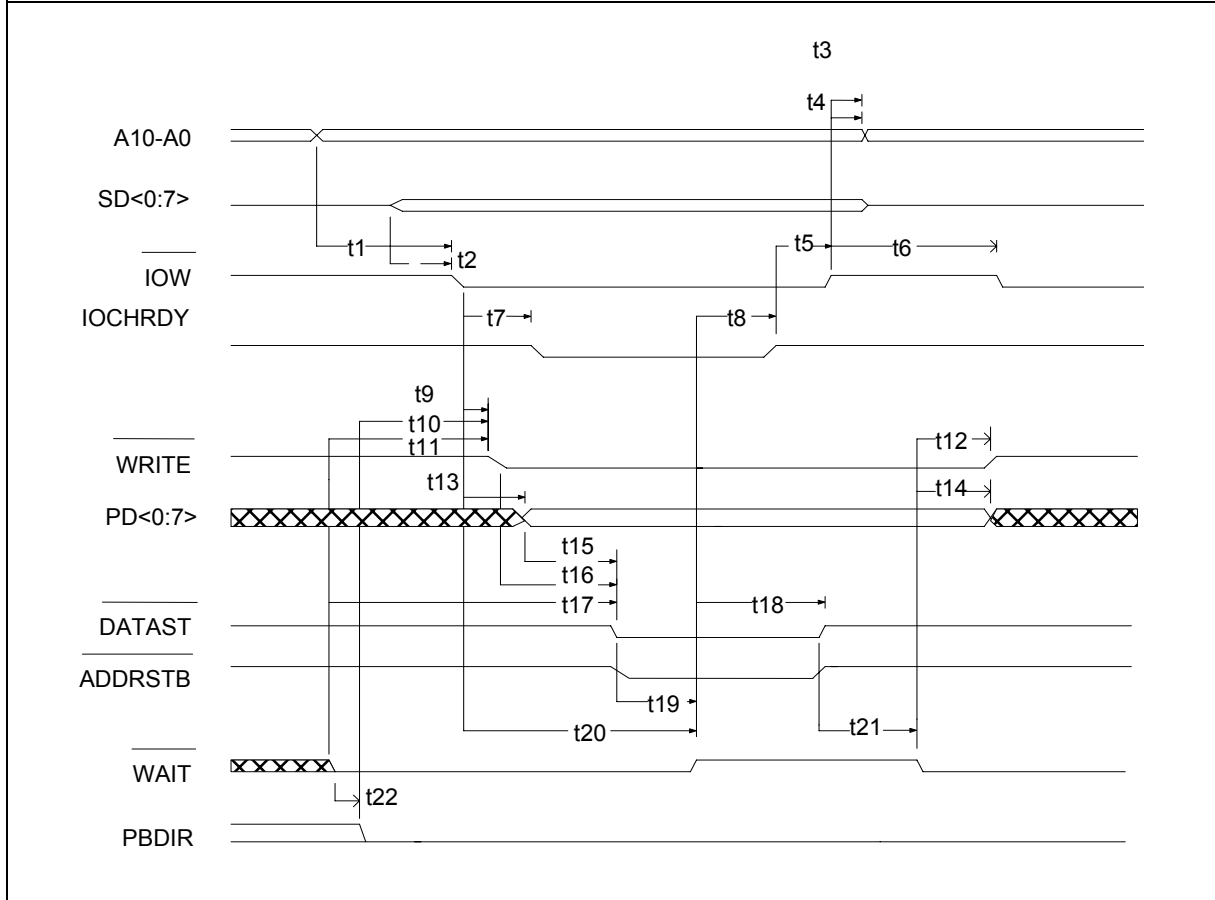 t3
t4
A10-A0
SD<0:7>
t1
t2
t5
t6
IOW
IOCHRDY
t7
t8
t9
t10
t11
t12
WRITE
t13
t14
PD<0:7>
t15
t16
t17
t18
DATAST
ADDRSTB
t19
t20
t21
WAIT
t22
PBDIR